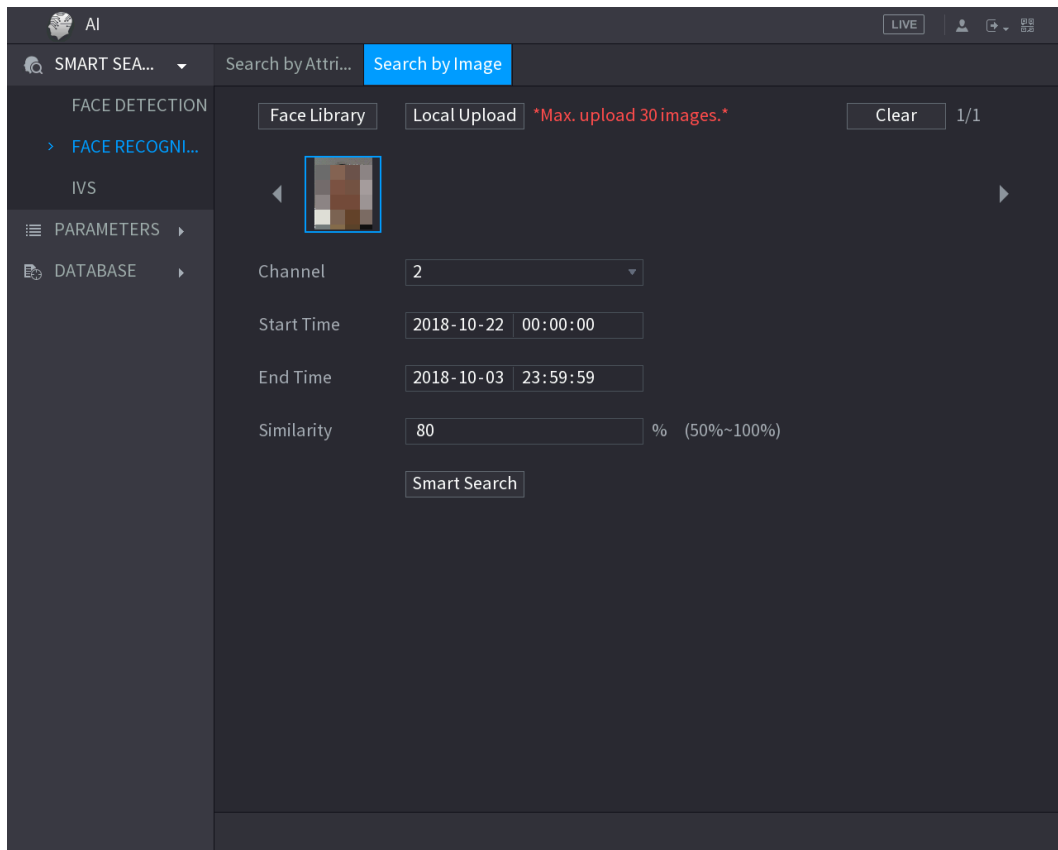 AI LIVE
SMART SEA... Search by Attri... Search by Image
FACE DETECTION
Face Library Local Upload *Max. upload 30 images.* Clear 1/1
FACE RECOGNI...
IVS
PARAMETERS
DATABASE
Channel 2
Start Time 2018-10-22 00:00:00
End Time 2018-10-03 23:59:59
Similarity 80 % (50%~100%)
Smart Search